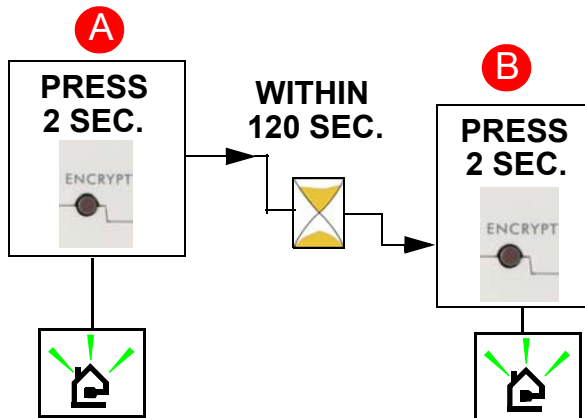 A
PRESS
2 SEC.
ENCRYPT
WITHIN
120 SEC.
B
PRESS
2 SEC.
ENCRYPT